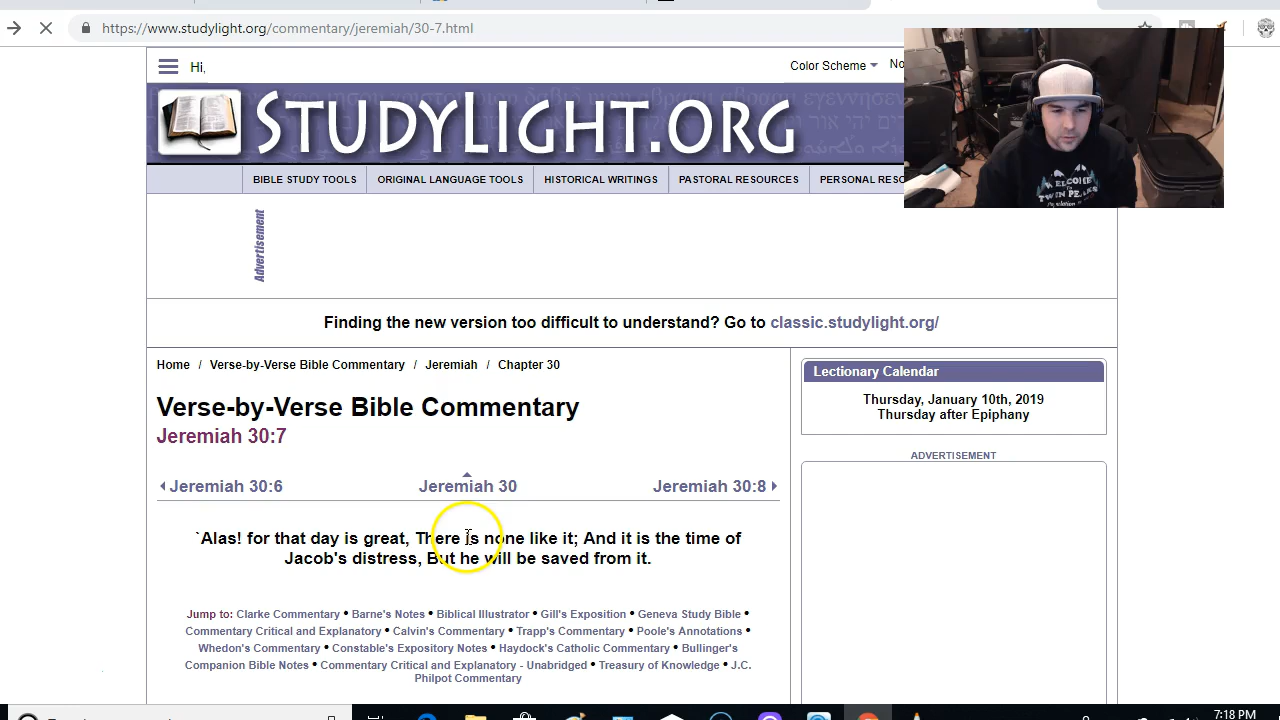 https://www.studylight.org/commentary/jeremiah/30-7.html
Hi,
Color Scheme
No
STUDYLIGHT.ORG
BIBLE STUDY TOOLS
ORIGINAL LANGUAGE TOOLS
HISTORICAL WRITINGS
PASTORAL RESOURCES
PERSONAL RESO
WELCOME
TWIN PEAKS
Advertisement
Finding the new version too difficult to understand? Go to classic.studylight.org/
Home / Verse-by-Verse Bible Commentary / Jeremiah / Chapter 30
Lectionary Calendar
Thursday, January 10th, 2019
Thursday after Epiphany
Verse-by-Verse Bible Commentary
Jeremiah 30:7
ADVERTISEMENT
Jeremiah 30:6
Jeremiah 30
Jeremiah 30:8
`Alas! for that day is great, There is none like it; And it is the time of
Jacob's distress, But he will be saved from it.
Jump to: Clarke Commentary • Barne's Notes • Biblical Illustrator • Gill's Exposition • Geneva Study Bible •
Commentary Critical and Explanatory • Calvin's Commentary • Trapp's Commentary • Poole's Annotations •
Whedon's Commentary • Constable's Expository Notes • Haydock's Catholic Commentary • Bullinger's
Companion Bible Notes • Commentary Critical and Explanatory - Unabridged • Treasury of Knowledge • J.C.
Philpot Commentary
7:18 PM